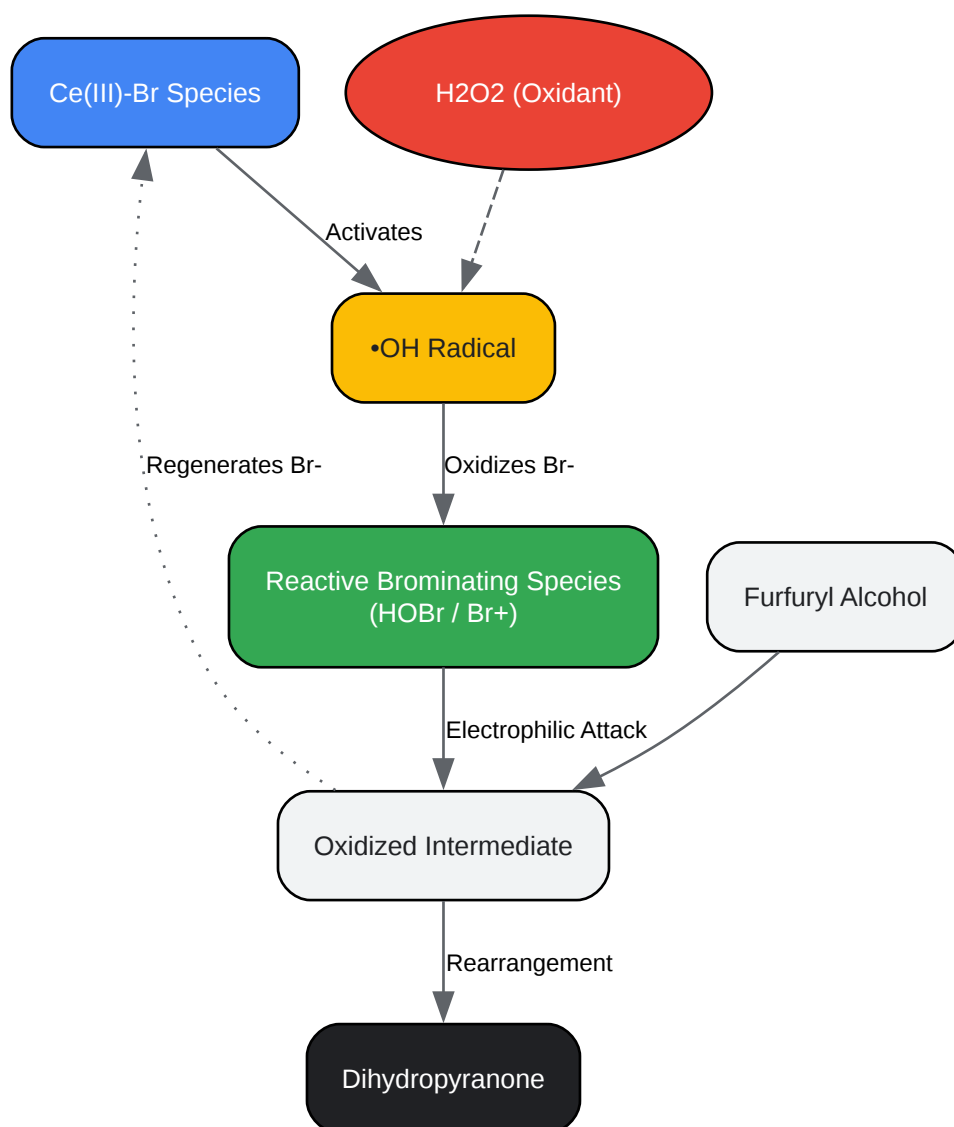 Ce(III)-Br Species
H2O2 (Oxidant)
Activates
•OH Radical
Regenerates Br-
Oxidizes Br-
Reactive Brominating Species
(HOBr / Br+)
Furfuryl Alcohol
Electrophilic Attack
Oxidized Intermediate
Rearrangement
Dihydropyranone